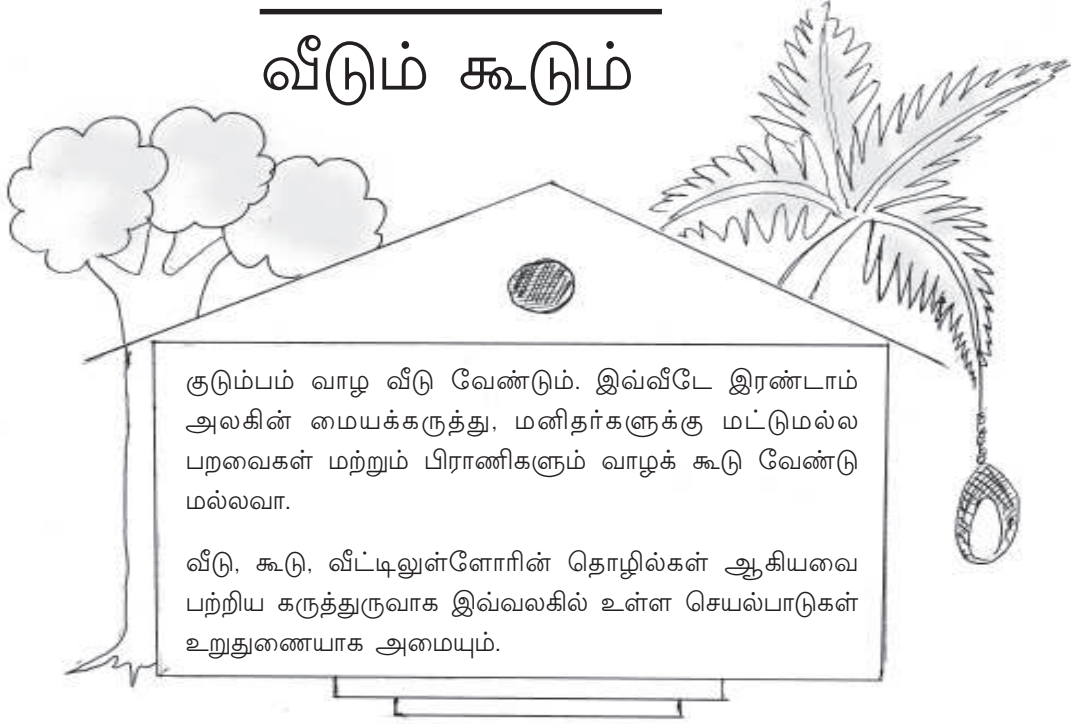 வீடும் கூடும்
குடும்பம் வாழ வீடு வேண்டும். இவ்வீடே இரண்டாம்
அலகின் மையக்கருத்து, மனிதர்களுக்கு மட்டுமல்ல
பறவைகள் மற்றும் பிராணிகளும் வாழக் கூடு வேண்டு
மல்லவா.
வீடு, கூடு, வீட்டிலுள்ளோரின் தொழில்கள் ஆகியவை
பற்றிய கருத்துருவாக இவ்வலகில் உள்ள செயல்பாடுகள்
உறுதுணையாக அமையும்.